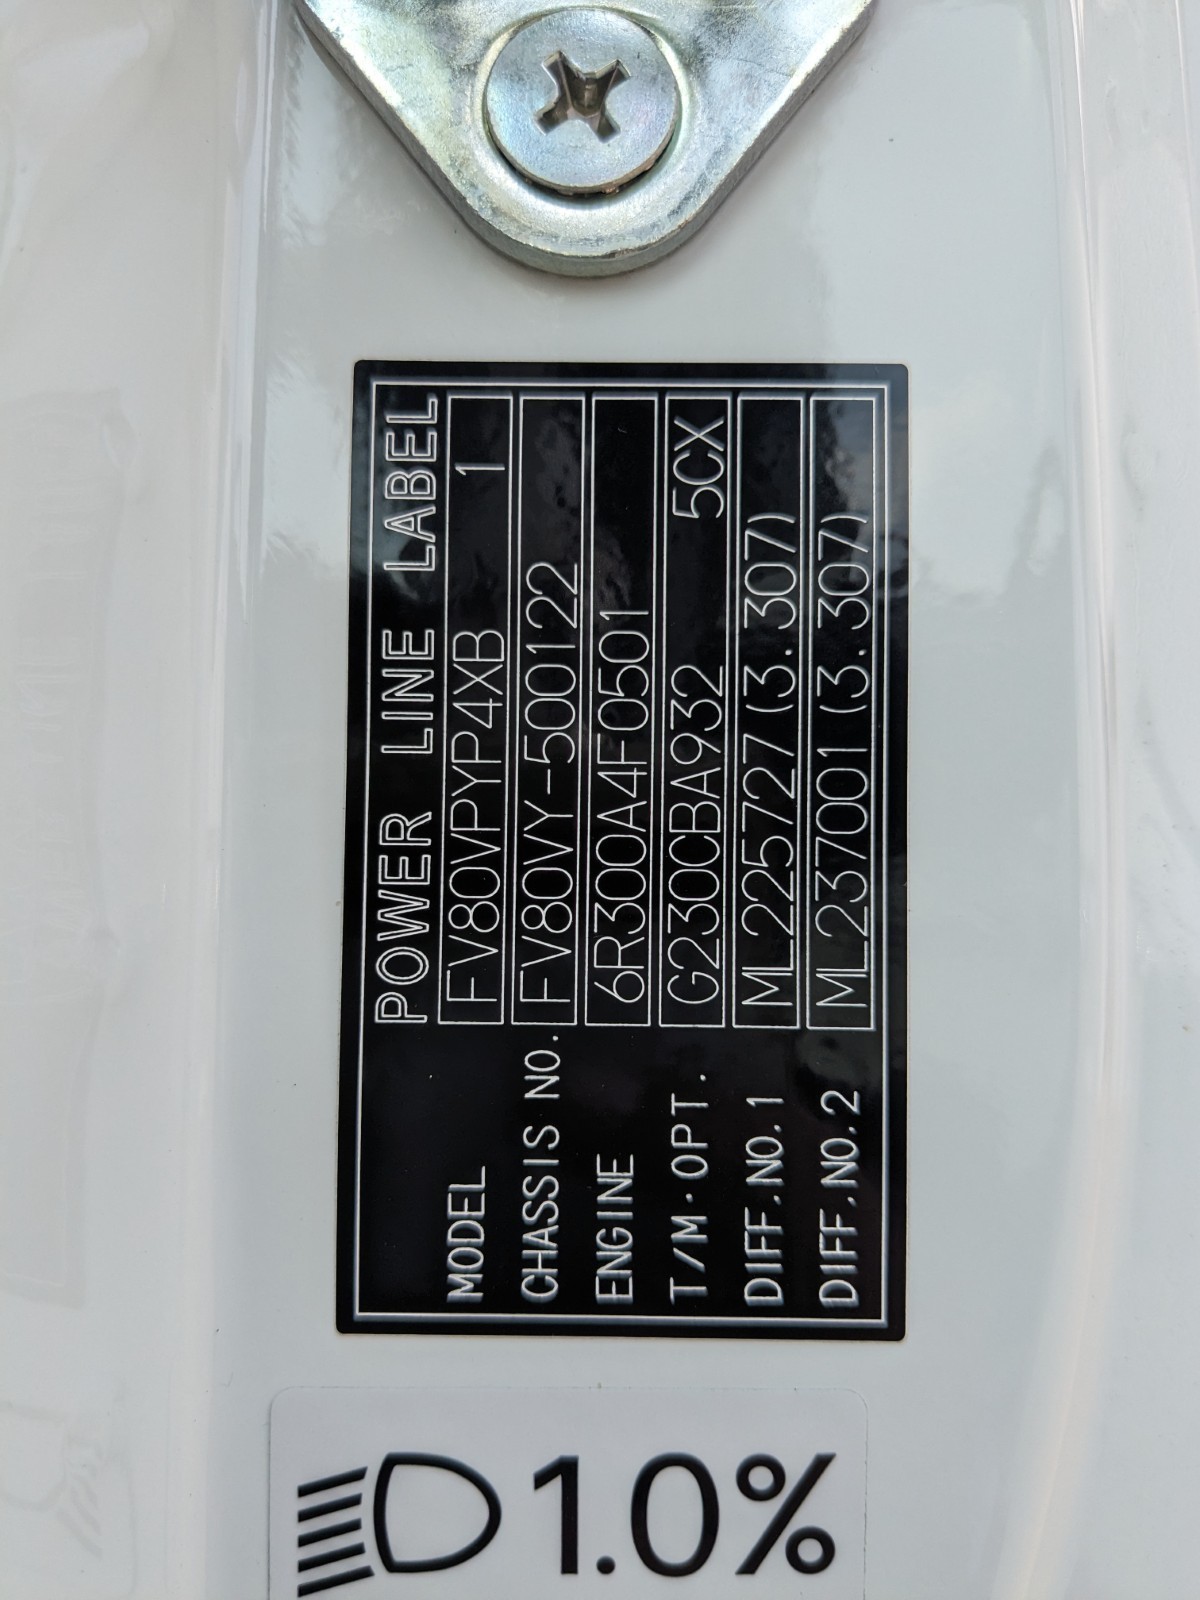 POWER LINE LABEL
MODEL FV80VPYP4XB 1
CHASSIS NO. FV80VY-500122
ENGINE 6R300A4F0501
T/M·OPT. G230CBA932 5CX
DIFF.NO.1 ML225727 (3.307)
DIFF.NO.2 ML237001 (3.307)
1.0%